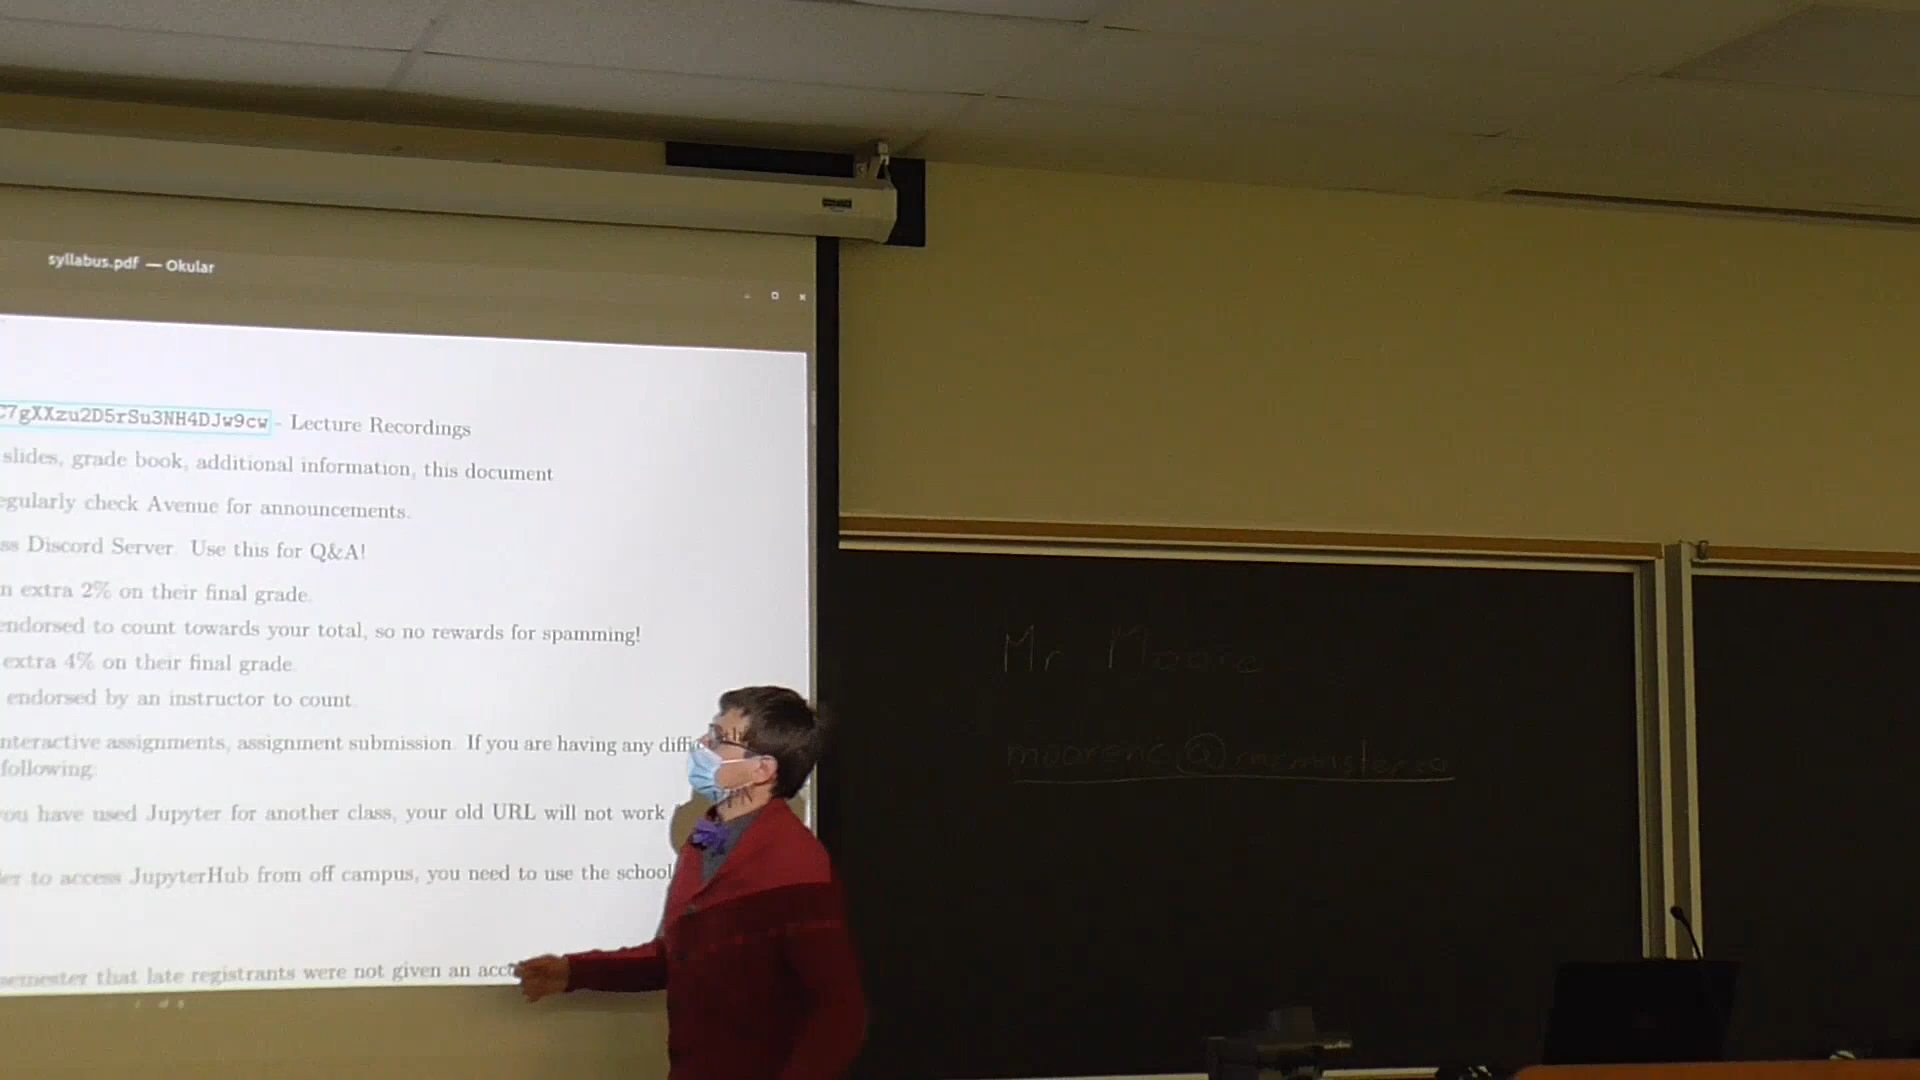 syllabus.pdf — Okular
C7gXXzu2D5rSu3NH4DJw9cw - Lecture Recordings
slides, grade book, additional information, this document
egularly check Avenue for announcements.
ss Discord Server. Use this for Q&A!
n extra 2% on their final grade.
endorsed to count towards your total, so no rewards for spamming!
extra 4% on their final grade.
endorsed by an instructor to count.
nteractive assignments, assignment submission. If you are having any diffi
following:
you have used Jupyter for another class, your old URL will not work
er to access JupyterHub from off campus, you need to use the school
semester that late registrants were not given an acc
Mr Moore
moorenc@mcmaster.ca